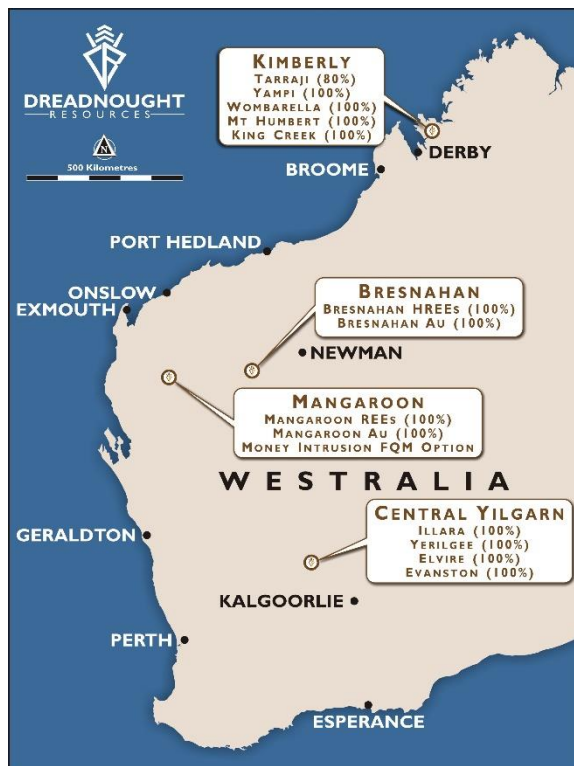 DREADNOUGHT
RESOURCES
N
500 Kilometres
KIMBERLY
TARRAJI (80%)
YAMPI (100%)
WOMBARELLA (100%)
MT HUMBERT (100%)
KING CREEK (100%)
DERBY
BROOME
PORT HEDLAND
ONSLOW
EXMOUTH
BRESNAHAN
BRESNAHAN HREES (100%)
BRESNAHAN AU (100%)
NEWMAN
MANGAROON
MANGAROON REES (100%)
MANGAROON AU (100%)
MONEY INTRUSION FQM OPTION
WESTRALIA
CENTRAL YILGARN
ILLARA (100%)
YERILGEE (100%)
ELVIRE (100%)
EVANSTON (100%)
GERALDTON
KALGOORLIE
PERTH
ESPERANCE